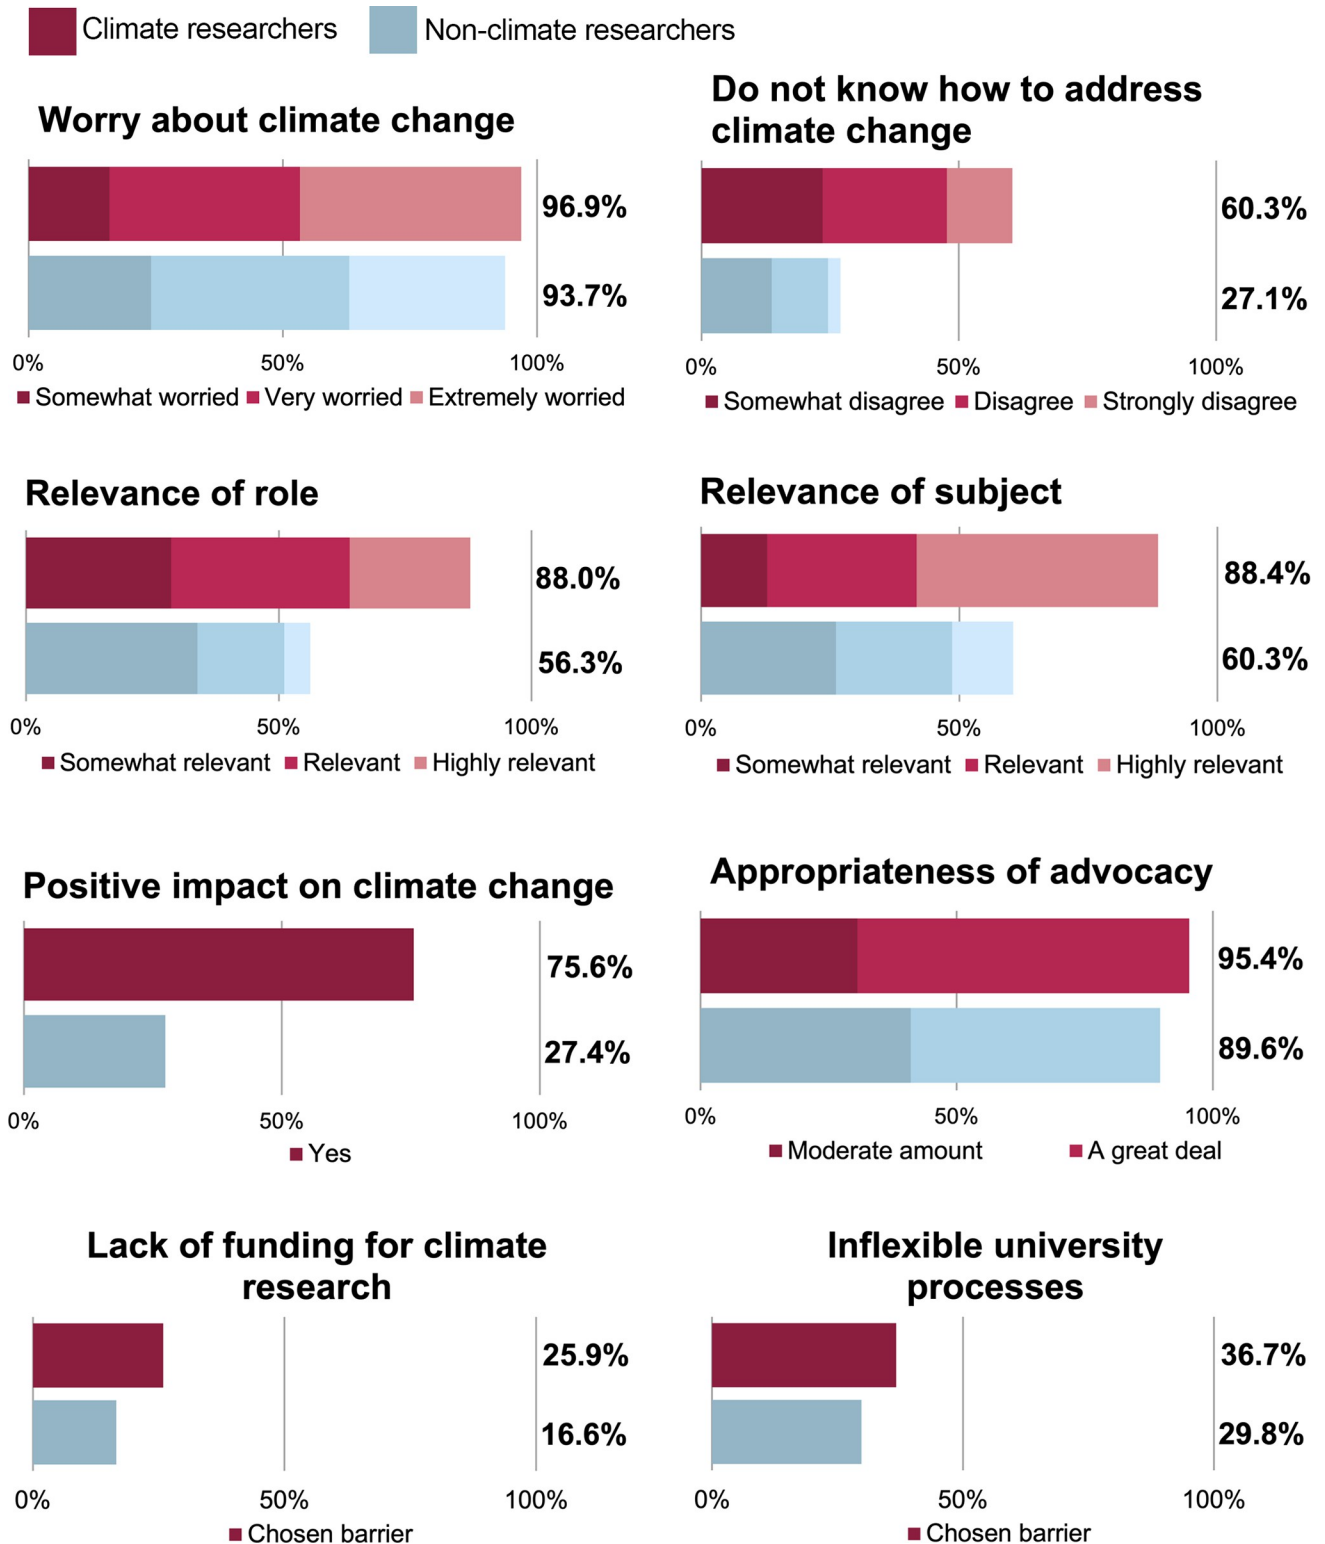 Climate researchers
Non-climate researchers
Worry about climate change
96.9%
93.7%
0% 50% 100%
Somewhat worried Very worried Extremely worried
Do not know how to address
climate change
60.3%
27.1%
0% 50% 100%
Somewhat disagree Disagree Strongly disagree
Relevance of role
88.0%
56.3%
0% 50% 100%
Somewhat relevant Relevant Highly relevant
Relevance of subject
88.4%
60.3%
0% 50% 100%
Somewhat relevant Relevant Highly relevant
Positive impact on climate change
75.6%
27.4%
0% 50% 100%
Yes
Appropriateness of advocacy
95.4%
89.6%
0% 50% 100%
Moderate amount A great deal
Lack of funding for climate
research
25.9%
16.6%
0% 50% 100%
Chosen barrier
Inflexible university
processes
36.7%
29.8%
0% 50% 100%
Chosen barrier